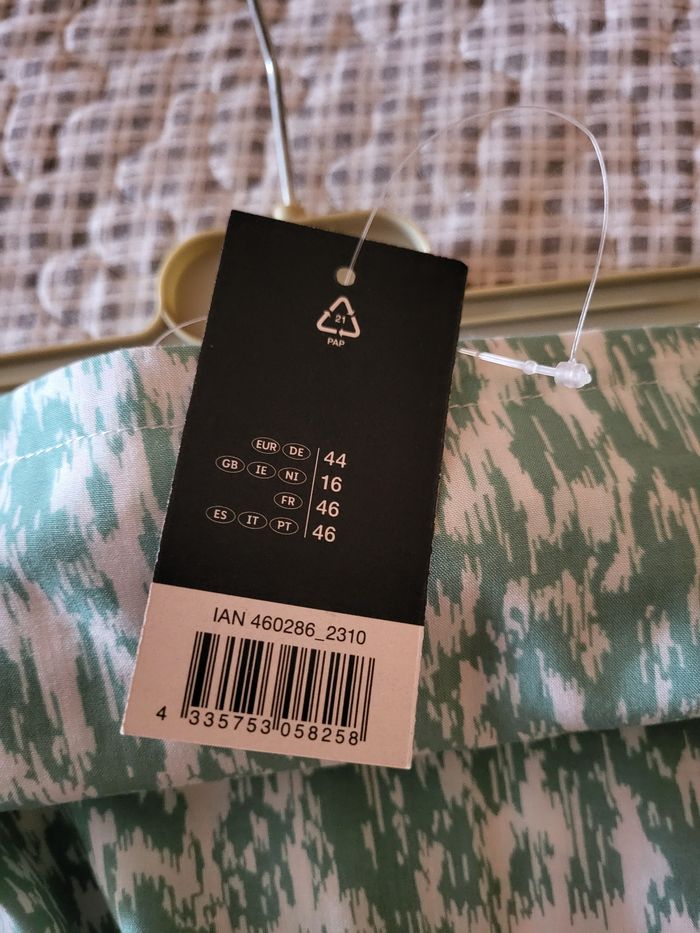 21
PAP
EUR DE 44
GB IE NI 16
FR 46
ES IT PT 46
IAN 460286_2310
4 335753 058258